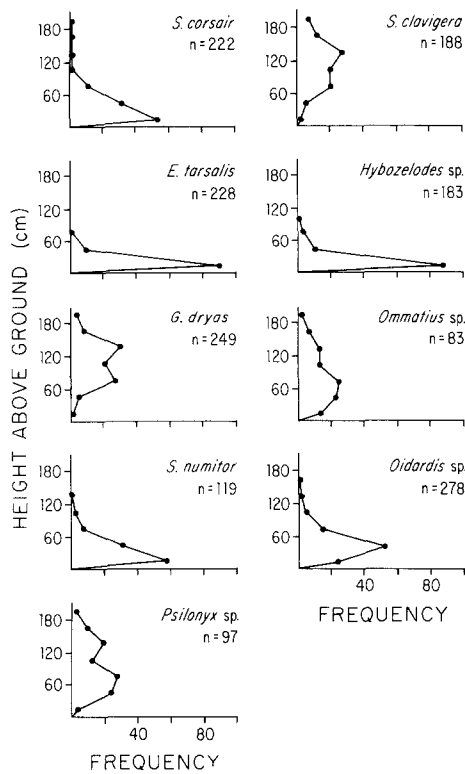 HEIGHT ABOVE GROUND (cm)
S. corsair
n=222
180
120
60
S. clavigera
n=188
180
120
60
E. tarsalis
n=228
180
120
60
Hybozelodes sp.
n=183
180
120
60
G. dryas
n=249
180
120
60
Ommatius sp.
n=83
180
120
60
S. numitor
n=119
180
120
60
Oidardis sp.
n=278
180
120
60
40 80
FREQUENCY
Psilonyx sp.
n=97
180
120
60
40 80
FREQUENCY